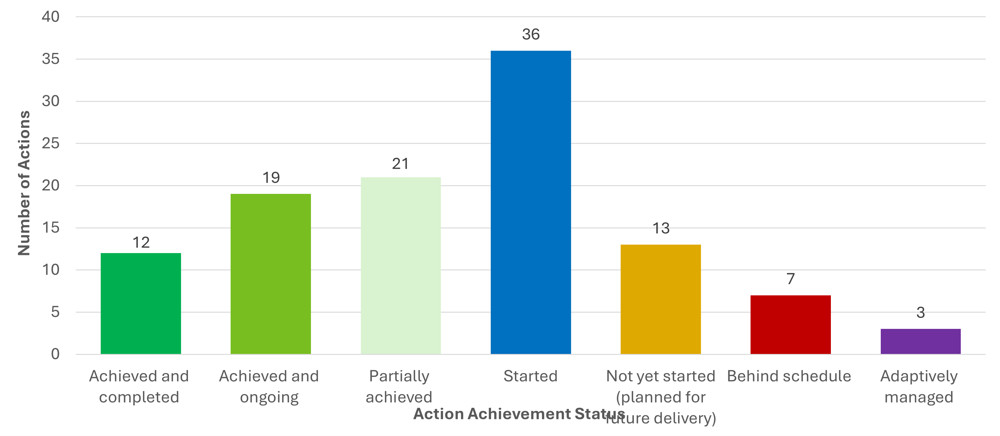 40
35
30
25
20
15
10
5
0
Number of Actions
12
19
21
36
13
7
3
Achieved and
completed
Achieved and
ongoing
Partially
achieved
Started
Not yet started
(planned for
future delivery)
Behind schedule
Adaptively
managed
Action Achievement Status